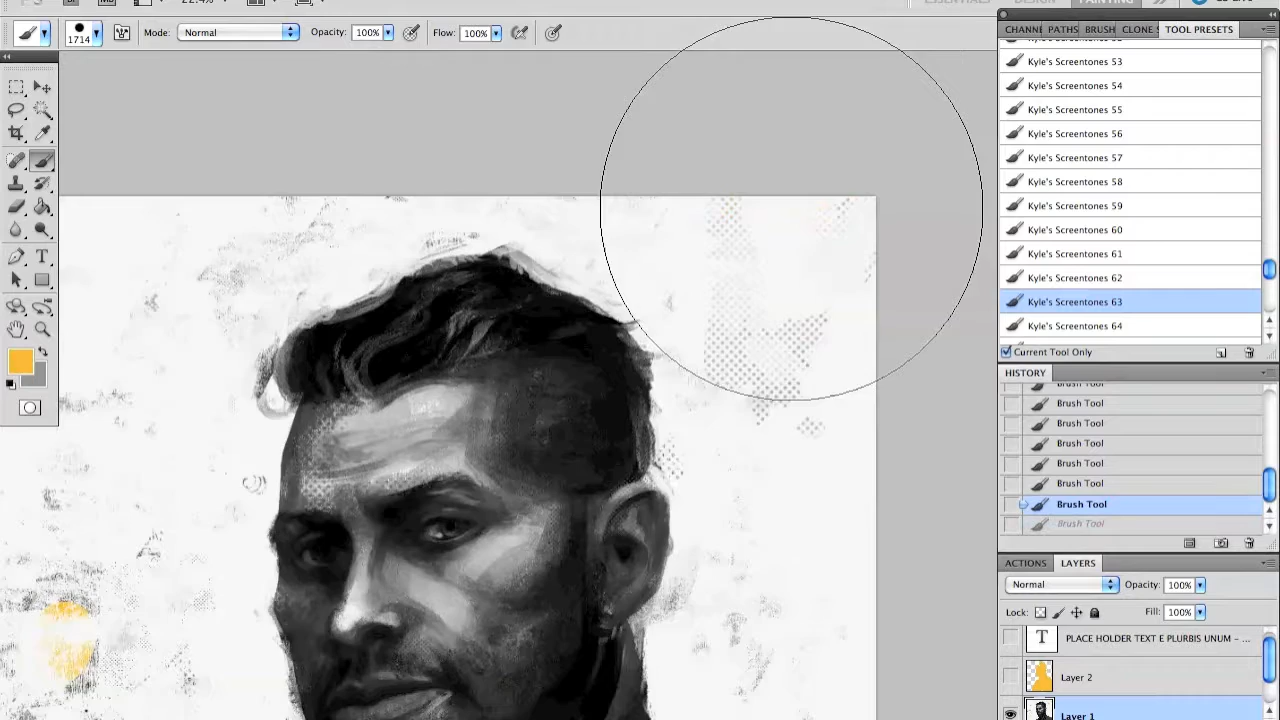 PAINTING
1714
Mode: Normal
Opacity: 100%
Flow: 100%
CHANNE PATHS BRUSH CLONE S TOOL PRESETS
Kyle's Screentones 53
Kyle's Screentones 54
Kyle's Screentones 55
Kyle's Screentones 56
Kyle's Screentones 57
Kyle's Screentones 58
Kyle's Screentones 59
Kyle's Screentones 60
Kyle's Screentones 61
Kyle's Screentones 62
Kyle's Screentones 63
Kyle's Screentones 64
Current Tool Only
HISTORY
Brush Tool
Brush Tool
Brush Tool
Brush Tool
Brush Tool
Brush Tool
Brush Tool
Brush Tool
ACTIONS LAYERS
Normal Opacity: 100%
Lock: Fill: 100%
T PLACE HOLDER TEXT E PLURBIS UNUM - ...
Layer 2
Layer 1